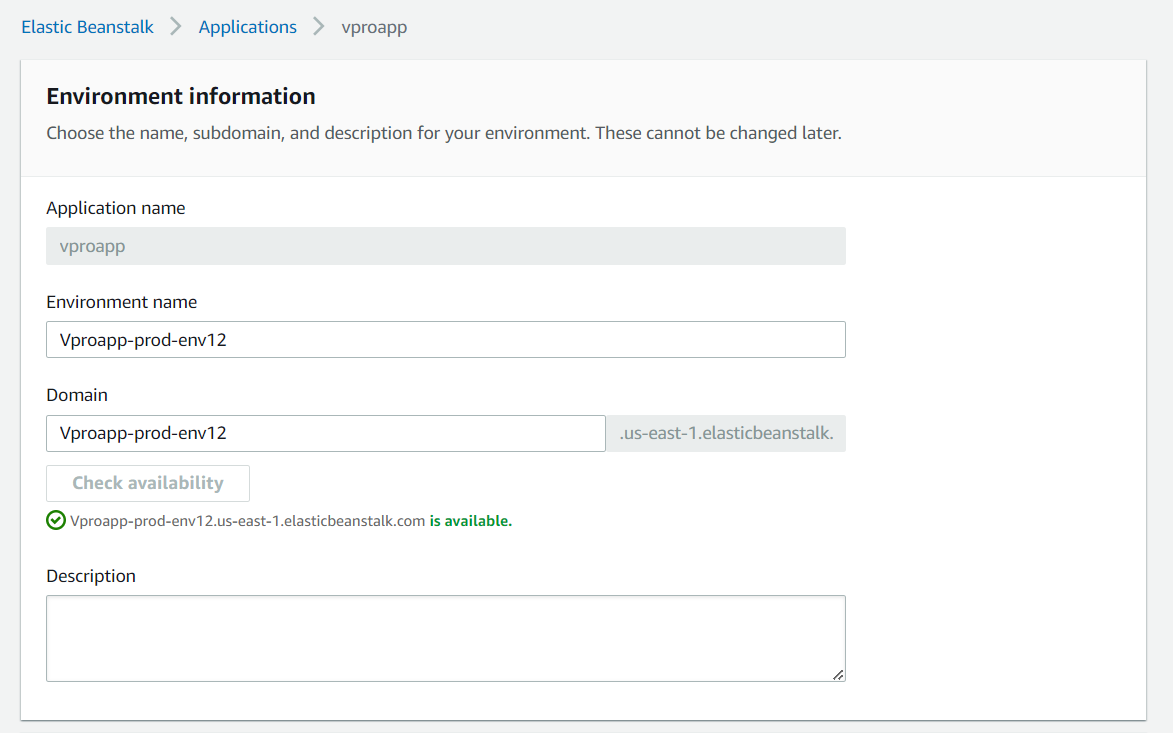 Elastic Beanstalk > Applications > vproapp
Environment information
Choose the name, subdomain, and description for your environment. These cannot be changed later.
Application name
vproapp
Environment name
Vproapp-prod-env12
Domain
Vproapp-prod-env12 .us-east-1.elasticbeanstalk.
Check availability
Vproapp-prod-env12.us-east-1.elasticbeanstalk.com is available.
Description